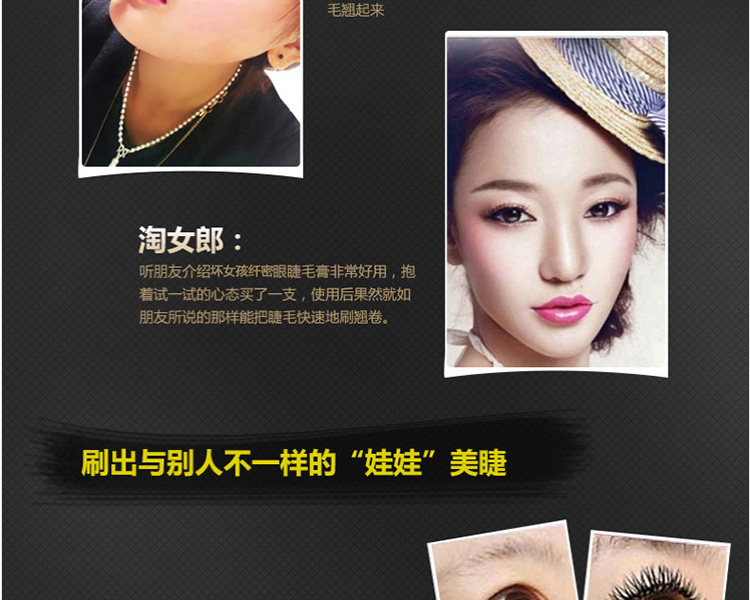 毛翘起来
淘女郎：
听朋友介绍坏女孩纤密眼睫毛膏非常好用，抱
着试一试的心态买了一支，使用后果然就如
朋友所说的那样能把睫毛快速地刷翘卷。
刷出与别人不一样的“娃娃”美睫